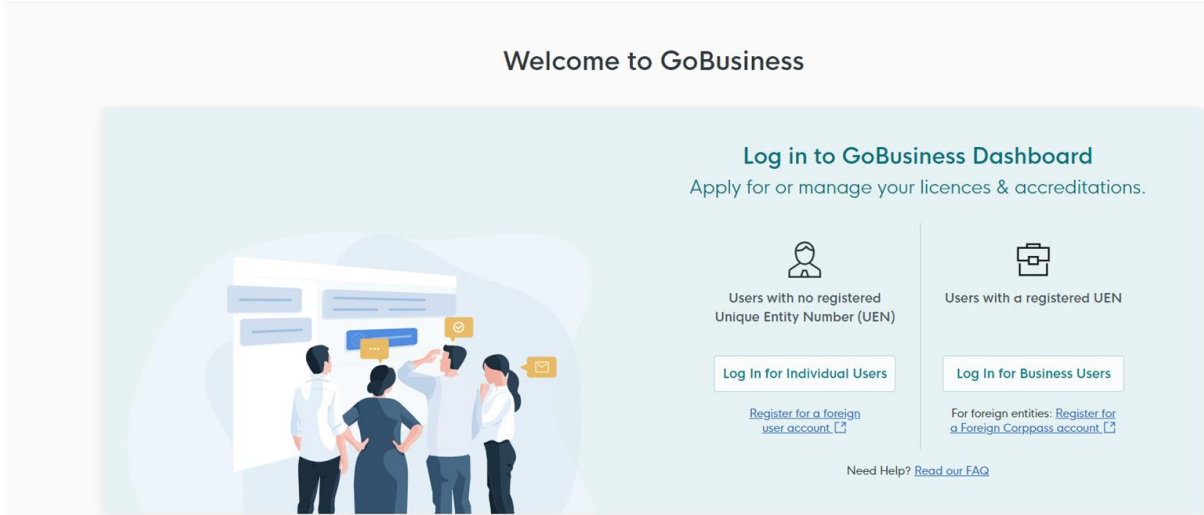 Welcome to GoBusiness
Log in to GoBusiness Dashboard
Apply for or manage your licences & accreditations.
Users with no registered
Unique Entity Number (UEN)
Log In for Individual Users
Register for a foreign
user account
Users with a registered UEN
Log In for Business Users
For foreign entities: Register for
a Foreign Corppass account
Need Help? Read our FAQ